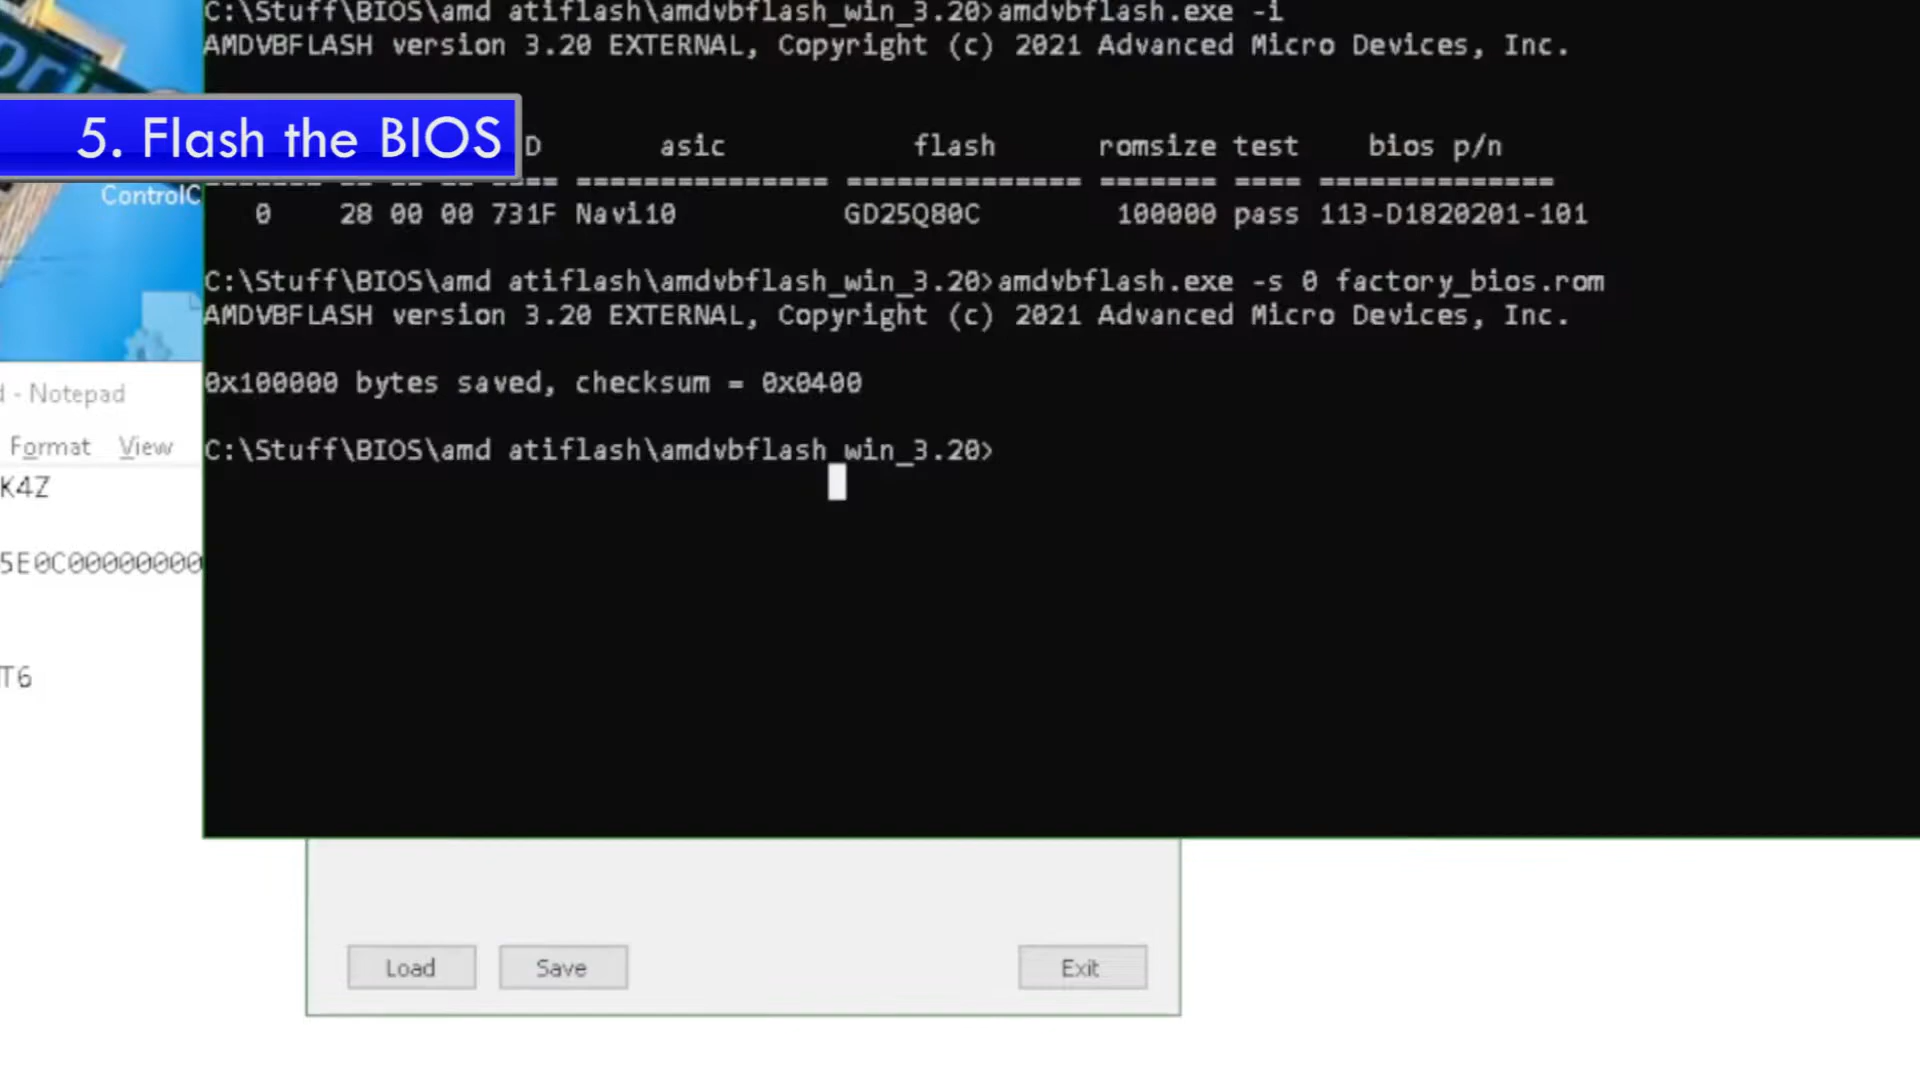 C:\Stuff\BIOS\amd atiflash\amdvbflash_win_3.20>amdvbflash.exe -i
AMDVBFLASH version 3.20 EXTERNAL, Copyright (c) 2021 Advanced Micro Devices, Inc.
5. Flash the BIOS
D asic flash romsize test bios p/n
======= == == == ==== =============== ============== ======= ==== ==============
ControlC
0 28 00 00 731F Navi10 GD25Q80C 100000 pass 113-D1820201-101
C:\Stuff\BIOS\amd atiflash\amdvbflash_win_3.20>amdvbflash.exe -s 0 factory_bios.rom
AMDVBFLASH version 3.20 EXTERNAL, Copyright (c) 2021 Advanced Micro Devices, Inc.
0x100000 bytes saved, checksum = 0x0400
C:\Stuff\BIOS\amd atiflash\amdvbflash_win_3.20>
d - Notepad
Format View
K4Z
5E0C00000000
T6
Load Save Exit